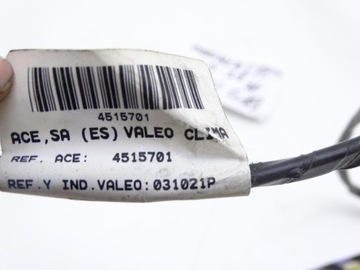 4515701
ACE,SA (ES) VALEO CLIMA
REF. ACE: 4515701
REF.Y IND.VALEO:031021P